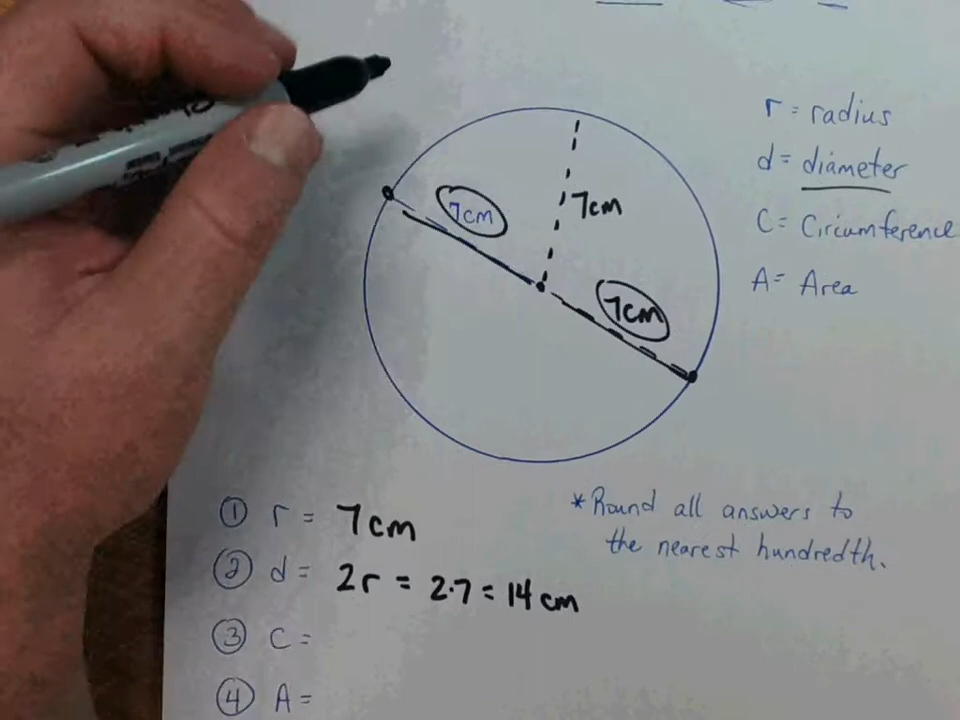 r = radius
d = diameter
C = Circumference
A = Area
7cm
7cm
7cm
① r = 7cm
② d = 2r = 2·7 = 14 cm
③ C =
④ A =
*Round all answers to
the nearest hundredth.